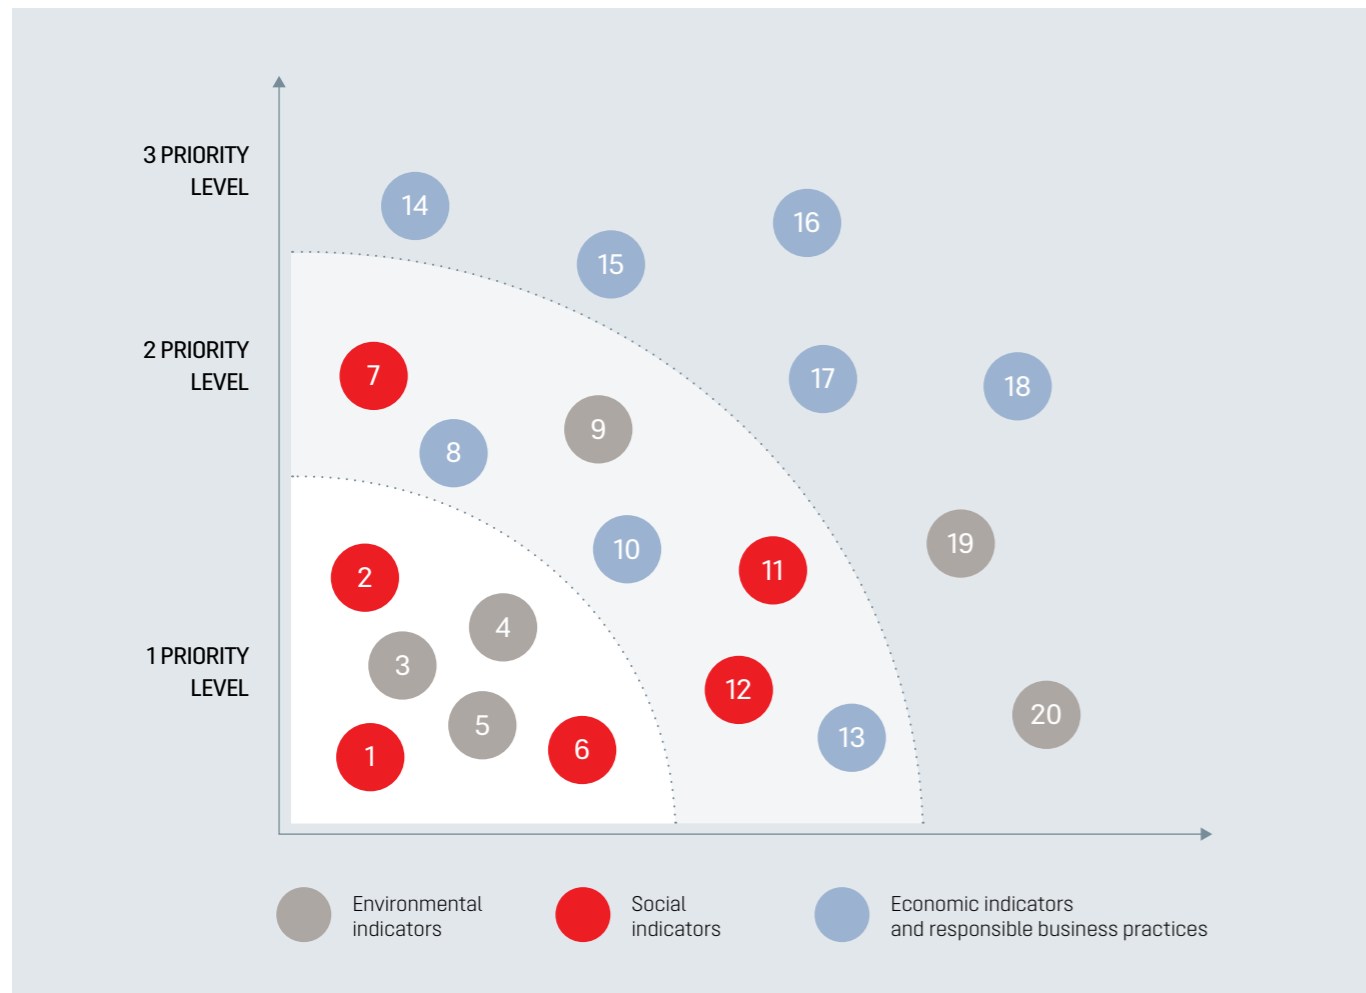 3 PRIORITY
LEVEL
14
16
15
2 PRIORITY
LEVEL
7
17
18
9
8
10
11
19
2
4
1 PRIORITY
LEVEL
3
12
20
5
13
1
6
Environmental
indicators
Social
indicators
Economic indicators
and responsible business practices